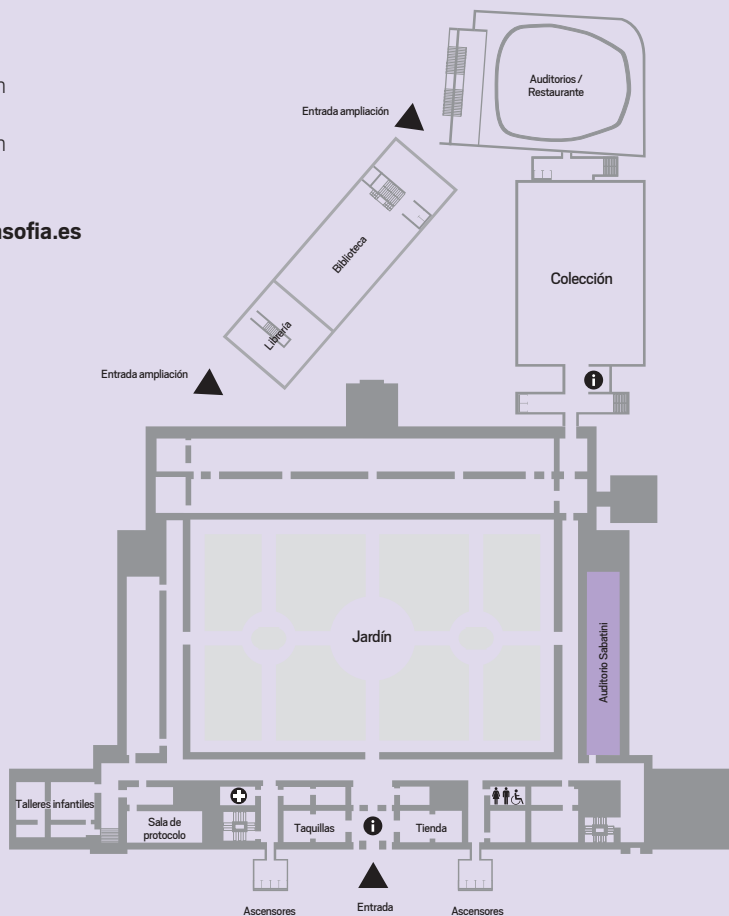 n
n
sofia.es
Auditorios /
Restaurante
Entrada ampliación
Biblioteca
Colección
Librería
Entrada ampliación
i
Jardín
Auditorio Sabatini
Talleres infantiles
Sala de
protocolo
Taquillas
i
Tienda
Ascensores
Entrada
Ascensores